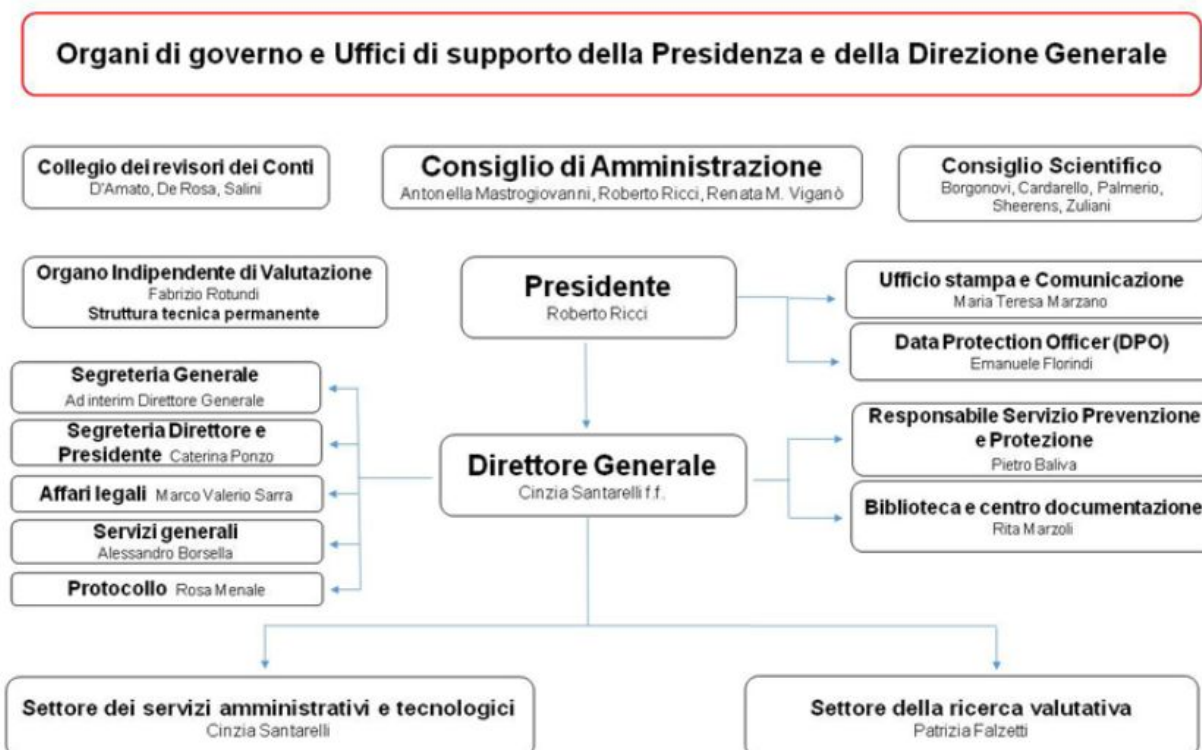 Organi di governo e Uffici di supporto della Presidenza e della Direzione Generale
Collegio dei revisori dei Conti
D'Amato, De Rosa, Salini
Consiglio di Amministrazione
Antonella Mastrogiovanni, Roberto Ricci, Renata M. Viganò
Consiglio Scientifico
Borgonovi, Cardarello, Palmerio,
Sheerens, Zuliani
Organo Indipendente di Valutazione
Fabrizio Rotundi
Struttura tecnica permanente
Presidente
Roberto Ricci
Ufficio stampa e Comunicazione
Maria Teresa Marzano
Data Protection Officer (DPO)
Emanuele Florindi
Segreteria Generale
Ad interim Direttore Generale
Segreteria Direttore e
Presidente Caterina Ponzo
Affari legali Marco Valerio Sarra
Servizi generali
Alessandro Borsella
Protocollo Rosa Menale
Direttore Generale
Cinzia Santarelli f.f.
Responsabile Servizio Prevenzione
e Protezione
Pietro Baliva
Biblioteca e centro documentazione
Rita Marzoli
Settore dei servizi amministrativi e tecnologici
Cinzia Santarelli
Settore della ricerca valutativa
Patrizia Falzetti